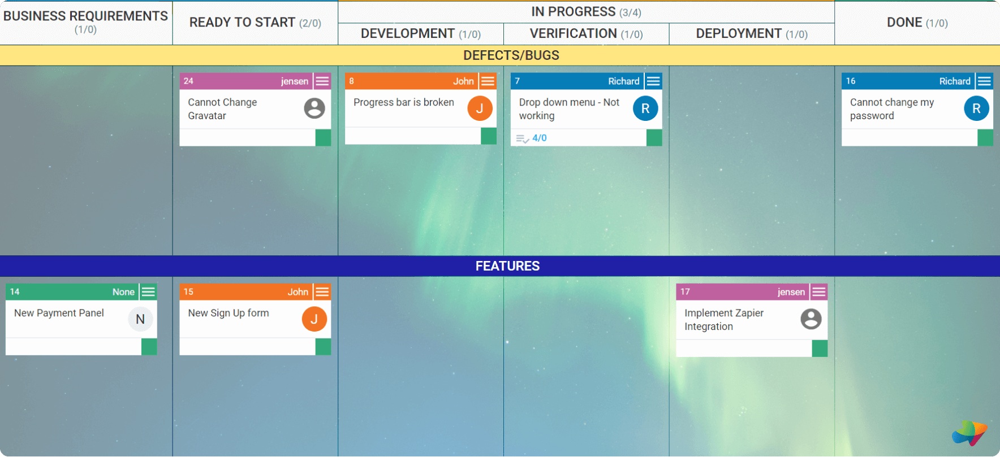 BUSINESS REQUIREMENTS
(1/0)
READY TO START (2/0)
IN PROGRESS (3/4)
DEVELOPMENT (1/0)
VERIFICATION (1/0)
DEPLOYMENT (1/0)
DONE (1/0)
DEFECTS/BUGS
24 jensen
Cannot Change
Gravatar
8 John
Progress bar is broken
J
7 Richard
Drop down menu - Not
working
R
4/0
16 Richard
Cannot change my
password
R
FEATURES
14 None
New Payment Panel
N
15 John
New Sign Up form
J
17 jensen
Implement Zapier
Integration